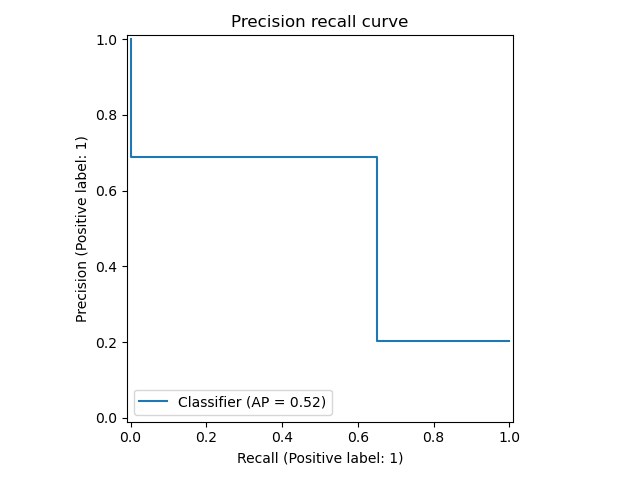 Precision recall curve
1.0
0.8
0.6
0.4
0.2
0.0
Precision (Positive label: 1)
Classifier (AP = 0.52)
0.0 0.2 0.4 0.6 0.8 1.0
Recall (Positive label: 1)